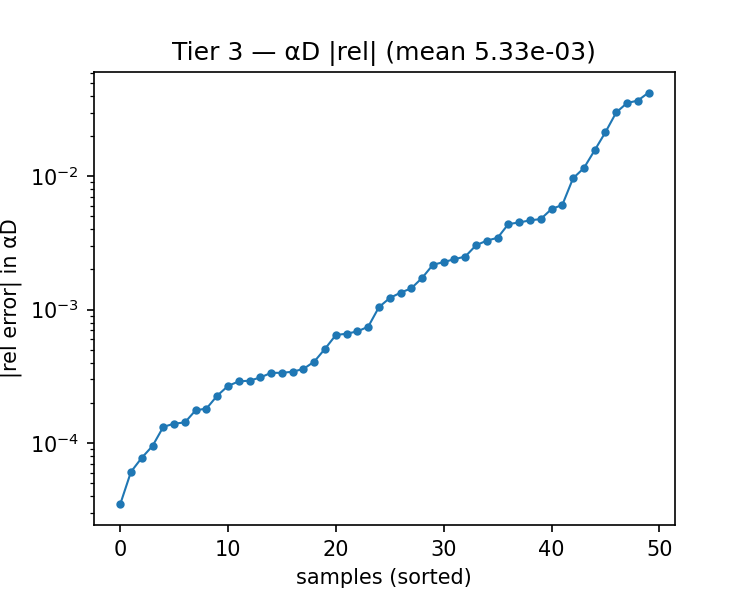 Tier 3 — αD |rel| (mean 5.33e-03)
|rel error| in αD
10⁻²
10⁻³
10⁻⁴
0 10 20 30 40 50
samples (sorted)